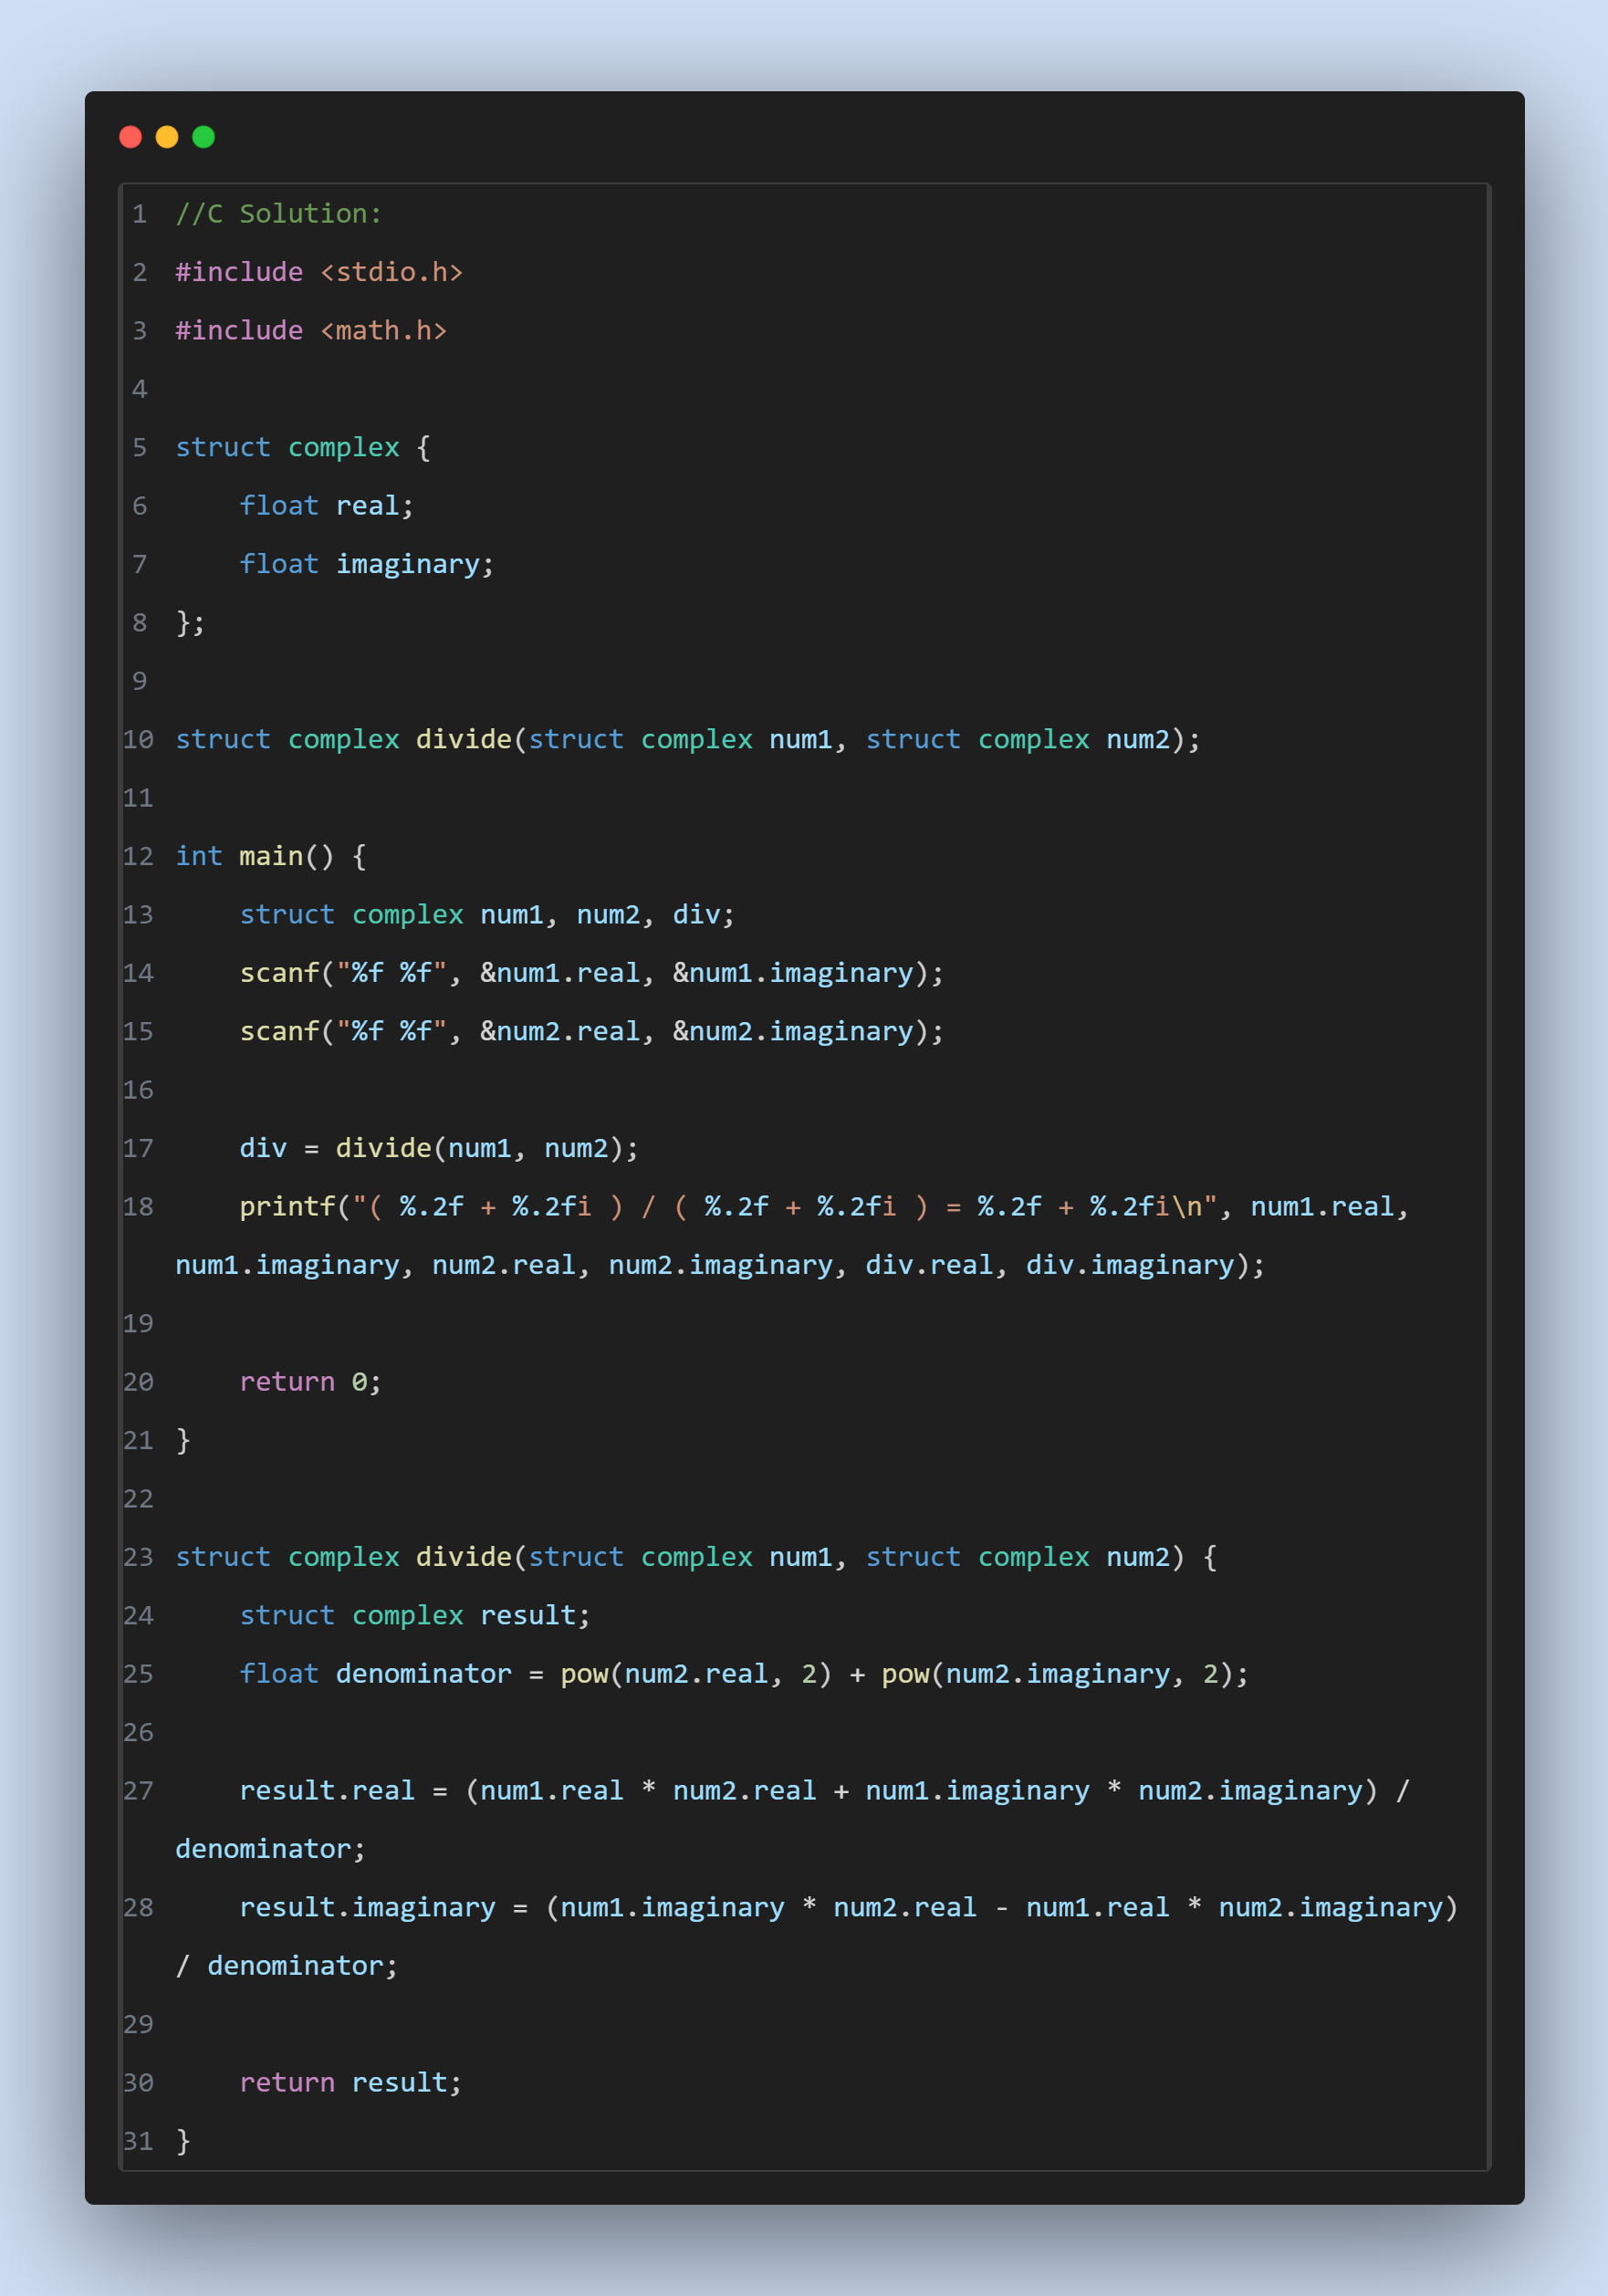 1 //C Solution:
2 #include <stdio.h>
3 #include <math.h>
4
5 struct complex {
6     float real;
7     float imaginary;
8 };
9
10 struct complex divide(struct complex num1, struct complex num2);
11
12 int main() {
13     struct complex num1, num2, div;
14     scanf("%f %f", &num1.real, &num1.imaginary);
15     scanf("%f %f", &num2.real, &num2.imaginary);
16
17     div = divide(num1, num2);
18     printf("( %.2f + %.2fi ) / ( %.2f + %.2fi ) = %.2f + %.2fi\n", num1.real,
num1.imaginary, num2.real, num2.imaginary, div.real, div.imaginary);
19
20     return 0;
21 }
22
23 struct complex divide(struct complex num1, struct complex num2) {
24     struct complex result;
25     float denominator = pow(num2.real, 2) + pow(num2.imaginary, 2);
26
27     result.real = (num1.real * num2.real + num1.imaginary * num2.imaginary) /
denominator;
28     result.imaginary = (num1.imaginary * num2.real - num1.real * num2.imaginary)
/ denominator;
29
30     return result;
31 }